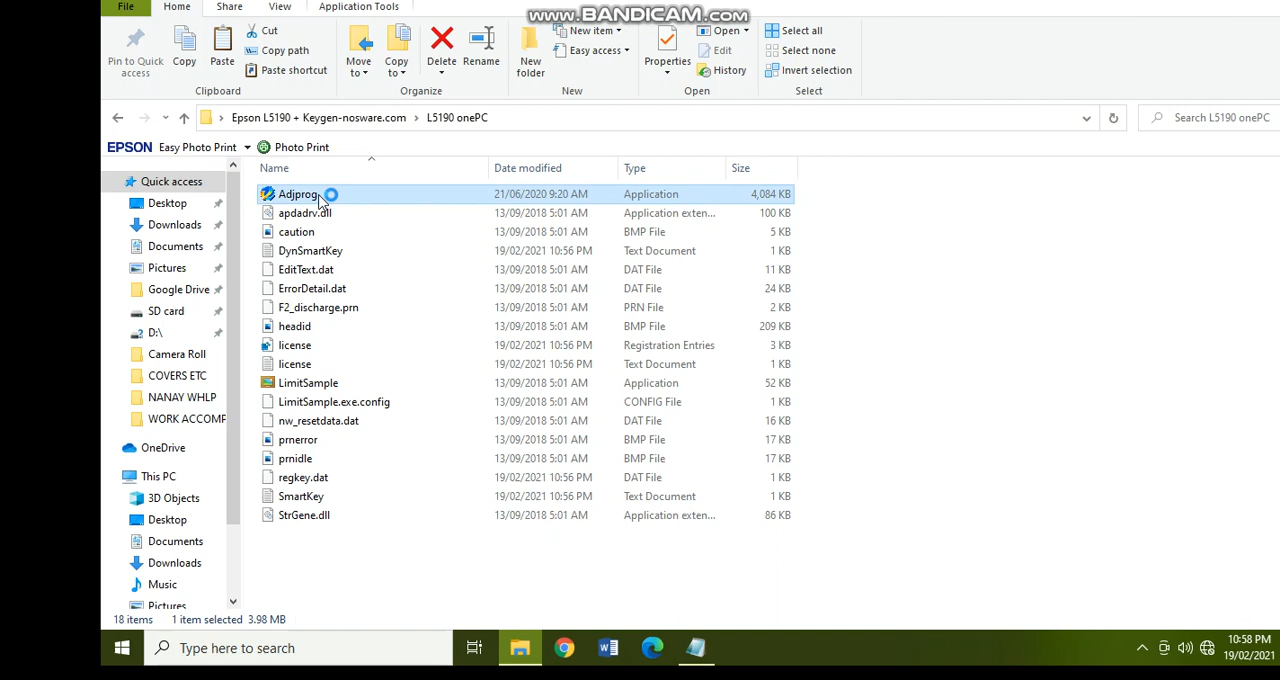 www.BANDICAM.com
File Home Share View Application Tools
Pin to Quick access
Copy
Paste
Cut
Copy path
Paste shortcut
Clipboard
Move to
Copy to
Delete
Rename
Organize
New folder
New item
Easy access
New
Properties
Open
Edit
History
Open
Select all
Select none
Invert selection
Select
Epson L5190 + Keygen-nosware.com L5190 onePC
Search L5190 onePC
EPSON Easy Photo Print Photo Print
Name Date modified Type Size
Quick access
Desktop
Downloads
Documents
Pictures
Google Drive
SD card
D:\
Camera Roll
COVERS ETC
NANAY WHLP
WORK ACCOMP
OneDrive
This PC
3D Objects
Desktop
Documents
Downloads
Music
Pictures
Adjprog 21/06/2020 9:20 AM Application 4,084 KB
apdadrv.dll 13/09/2018 5:01 AM Application exten... 100 KB
caution 13/09/2018 5:01 AM BMP File 5 KB
DynSmartKey 19/02/2021 10:56 PM Text Document 1 KB
EditText.dat 13/09/2018 5:01 AM DAT File 11 KB
ErrorDetail.dat 13/09/2018 5:01 AM DAT File 24 KB
F2_discharge.prn 13/09/2018 5:01 AM PRN File 2 KB
headid 13/09/2018 5:01 AM BMP File 209 KB
license 19/02/2021 10:56 PM Registration Entries 3 KB
license 19/02/2021 10:56 PM Text Document 1 KB
LimitSample 13/09/2018 5:01 AM Application 52 KB
LimitSample.exe.config 13/09/2018 5:01 AM CONFIG File 1 KB
nw_resetdata.dat 13/09/2018 5:01 AM DAT File 16 KB
prnerror 13/09/2018 5:01 AM BMP File 17 KB
prnidle 13/09/2018 5:01 AM BMP File 17 KB
regkey.dat 19/02/2021 10:56 PM DAT File 1 KB
SmartKey 19/02/2021 10:56 PM Text Document 1 KB
StrGene.dll 13/09/2018 5:01 AM Application exten... 86 KB
18 items 1 item selected 3.98 MB
Type here to search
10:58 PM
19/02/2021